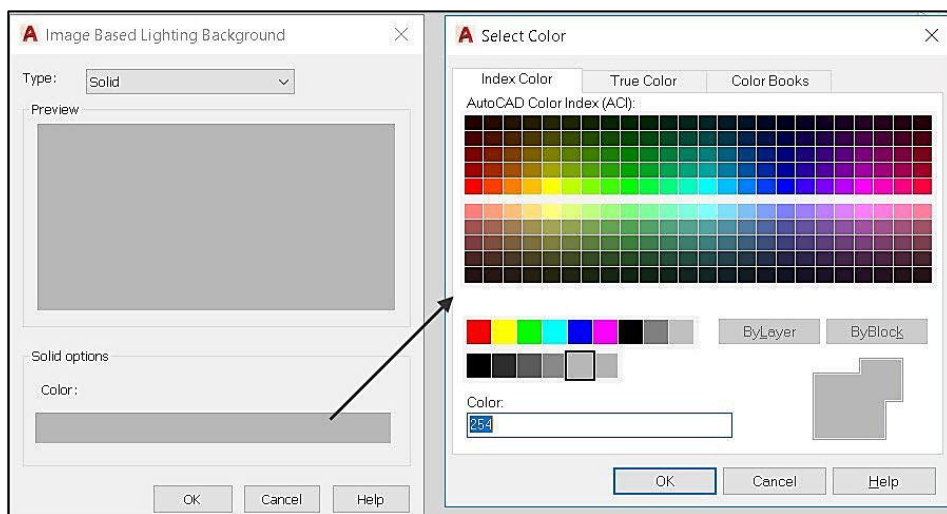 Image Based Lighting Background
Type:
Solid
Preview
Solid options
Color:
OK
Cancel
Help
Select Color
Index Color
True Color
Color Books
AutoCAD Color Index (ACI):
ByLayer
ByBlock
Color:
254
OK
Cancel
Help